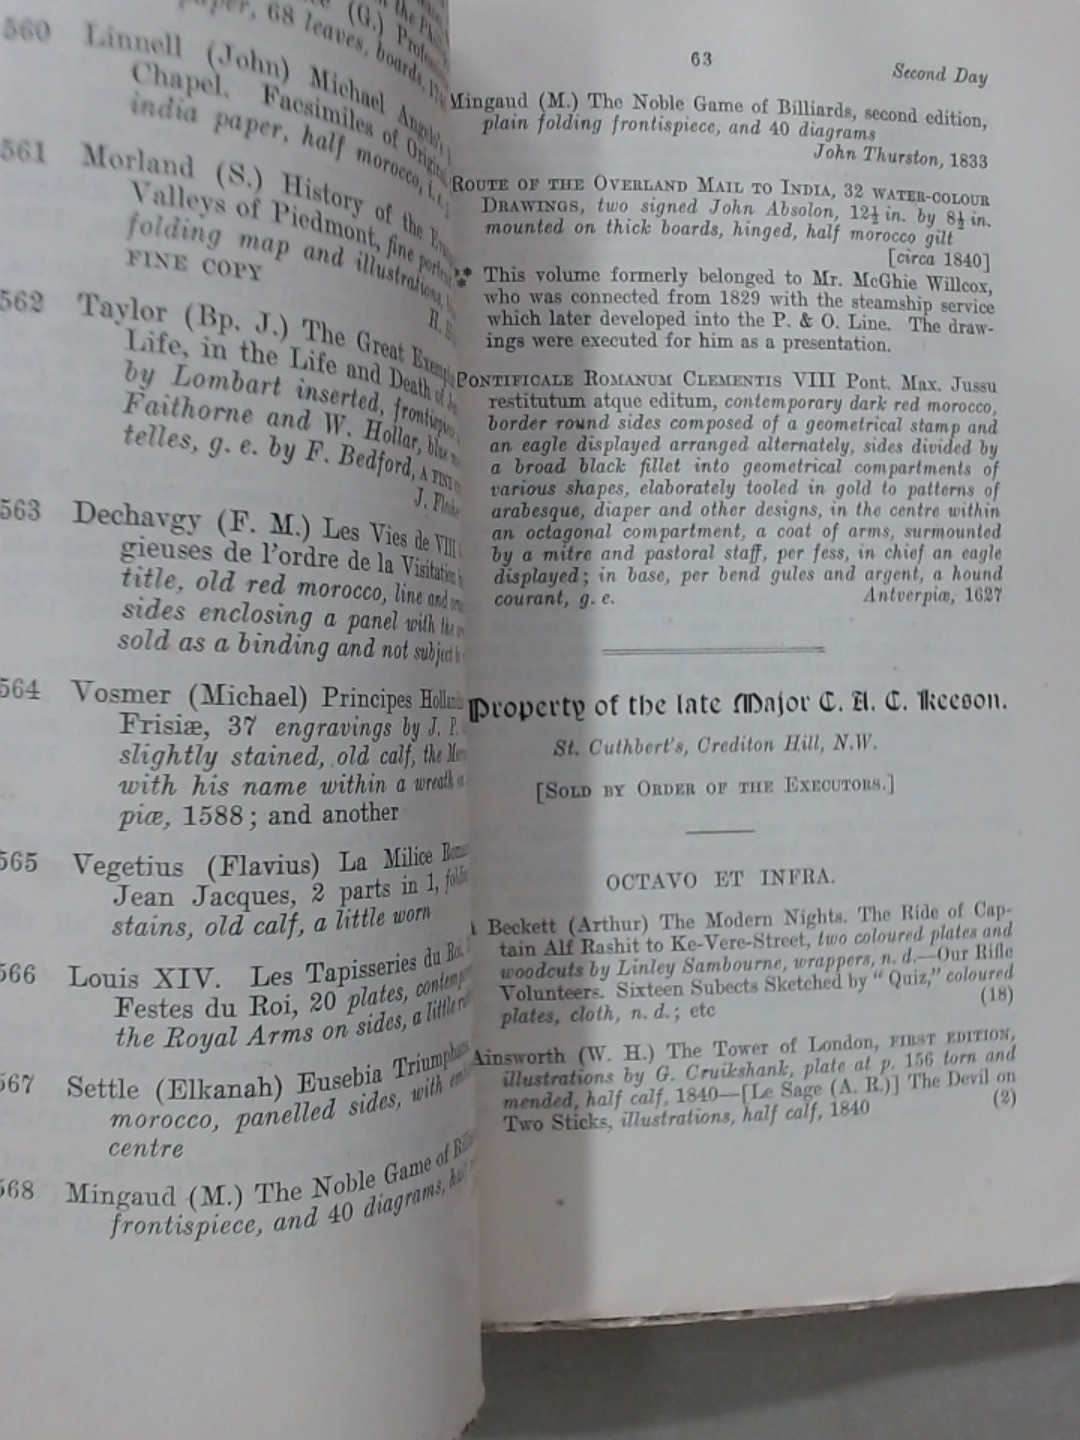 paper, 68 leaves, boards, 
560 Linnell (John) Michael Angelo's
Chapel. Facsimiles of Original
india paper, half morocco, t. e. g.
561 Morland (S.) History of the
Valleys of Piedmont, fine portrait
folding map and illustrations,
FINE COPY
562 Taylor (Bp. J.) The Great Exemplar
Life, in the Life and Death of
by Lombart inserted, frontispiece
Faithorne and W. Hollar, blue
telles, g. e. by F. Bedford, A FINE
J. Flesher
563 Dechavgy (F. M.) Les Vies de VIII
gieuses de l'ordre de la Visitation
title, old red morocco, line and
sides enclosing a panel with the
sold as a binding and not subject
564 Vosmer (Michael) Principes
Frisiæ, 37 engravings by J. P.
slightly stained, old calf, the
with his name within a wreath
piæ, 1588; and another
565 Vegetius (Flavius) La Milice
Jean Jacques, 2 parts in 1,
stains, old calf, a little worn
566 Louis XIV. Les Tapisseries du Roi,
Festes du Roi, 20 plates,
the Royal Arms on sides, a little
567 Settle (Elkanah) Eusebia Triumphans
morocco, panelled sides, with
centre
568 Mingaud (M.) The Noble Game of
frontispiece, and 40 diagrams,
63
Second Day
Mingaud (M.) The Noble Game of Billiards, second edition,
plain folding frontispiece, and 40 diagrams
John Thurston, 1833
ROUTE OF THE OVERLAND MAIL TO INDIA, 32 WATER-COLOUR
DRAWINGS, two signed John Absolon, 12½ in. by 8½ in.
mounted on thick boards, hinged, half morocco gilt
[circa 1840]
** This volume formerly belonged to Mr. McGhie Willcox,
who was connected from 1829 with the steamship service
which later developed into the P. & O. Line. The draw-
ings were executed for him as a presentation.
PONTIFICALE ROMANUM CLEMENTIS VIII Pont. Max. Jussu
restitutum atque editum, contemporary dark red morocco,
border round sides composed of a geometrical stamp and
an eagle displayed arranged alternately, sides divided by
a broad black fillet into geometrical compartments of
various shapes, elaborately tooled in gold to patterns of
arabesque, diaper and other designs, in the centre within
an octagonal compartment, a coat of arms, surmounted
by a mitre and pastoral staff, per fess, in chief an eagle
displayed; in base, per bend gules and argent, a hound
courant, g. e. Antverpiæ, 1627
Property of the late Major C. A. C. Keeson.
St. Cuthbert's, Crediton Hill, N.W.
[SOLD BY ORDER OF THE EXECUTORS.]
OCTAVO ET INFRA.
Beckett (Arthur) The Modern Nights. The Ride of Cap-
tain Alf Rashit to Ke-Vere-Street, two coloured plates and
woodcuts by Linley Sambourne, wrappers, n. d.—Our Rifle
Volunteers. Sixteen Subects Sketched by "Quiz," coloured
plates, cloth, n. d.; etc (18)
Ainsworth (W. H.) The Tower of London, FIRST EDITION,
illustrations by G. Cruikshank, plate at p. 156 torn and
mended, half calf, 1840—[Le Sage (A. R.)] The Devil on
Two Sticks, illustrations, half calf, 1840 (2)